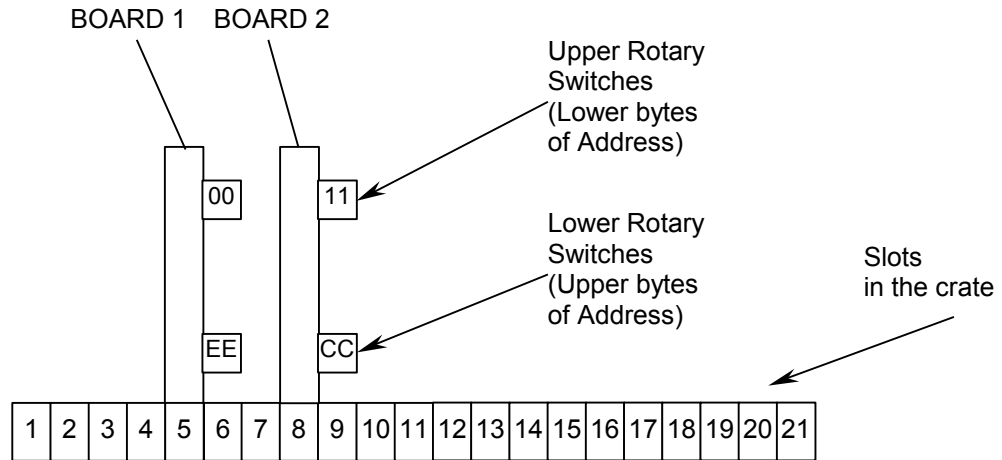 BOARD 1 BOARD 2
Upper Rotary
Switches
(Lower bytes
of Address)
00
11
Lower Rotary
Switches
(Upper bytes
of Address)
Slots
in the crate
EE
CC
1 2 3 4 5 6 7 8 9 10 11 12 13 14 15 16 17 18 19 20 21